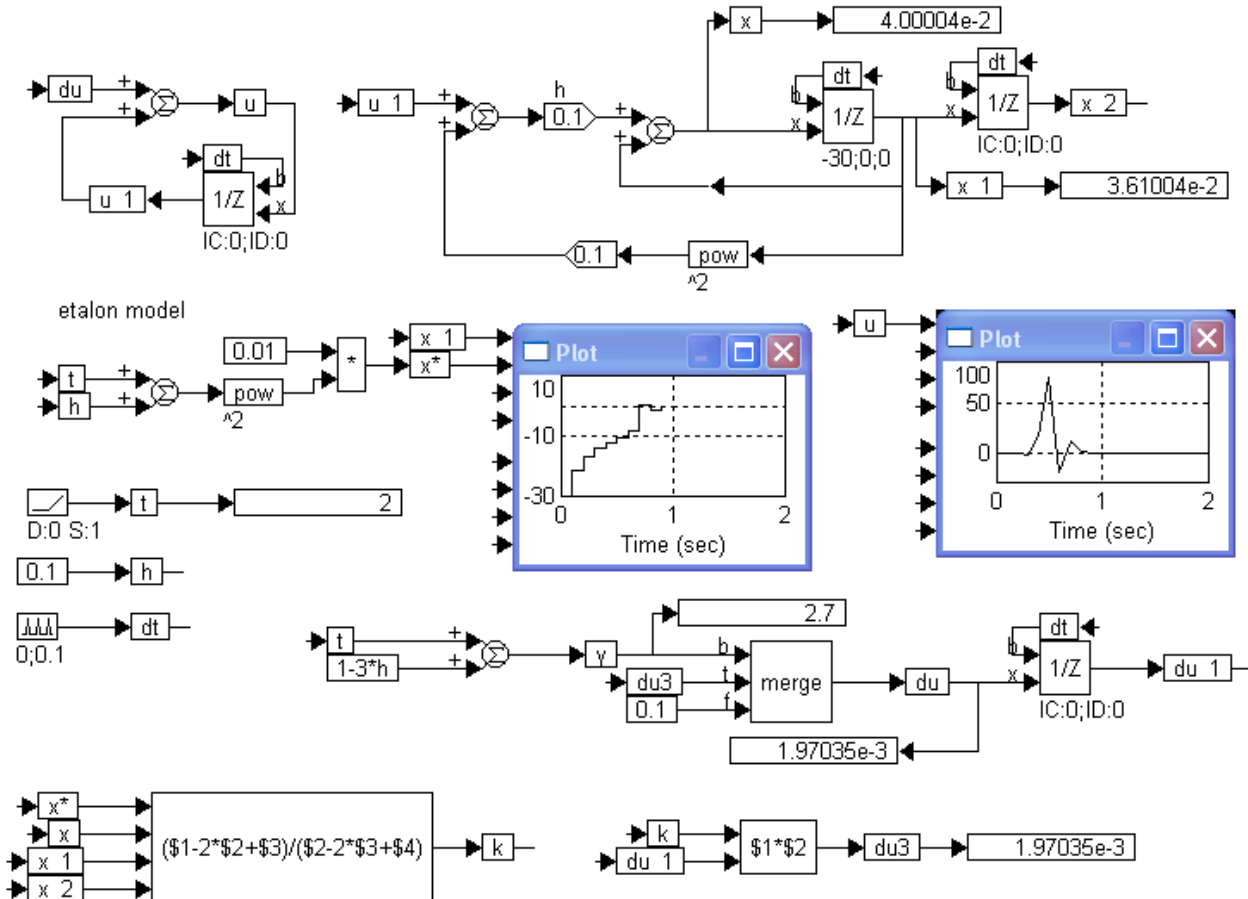 x 4.00004e-2
du + + Σ u
dt b x 1/Z IC:0;ID:0
u 1
u 1 + + Σ h 0.1 + + Σ
dt b x 1/Z -30;0;0
dt b x 1/Z IC:0;ID:0 x 2
x 1 3.61004e-2
0.1 pow ^2
etalon model
t h + + Σ pow ^2
0.01 * x 1 x*
Plot
10
-10
-30
0 1 2
Time (sec)
u
Plot
100
50
0
0 1 2
Time (sec)
D:0 S:1 t 2
0.1 h
0;0.1 dt
t + 1-3*h + Σ y 2.7
du3 0.1 b t f merge du
1.97035e-3
dt b x 1/Z IC:0;ID:0 du 1
x*
x
x 1
x 2
($1-2*$2+$3)/($2-2*$3+$4) k
k
du 1
$1*$2 du3 1.97035e-3